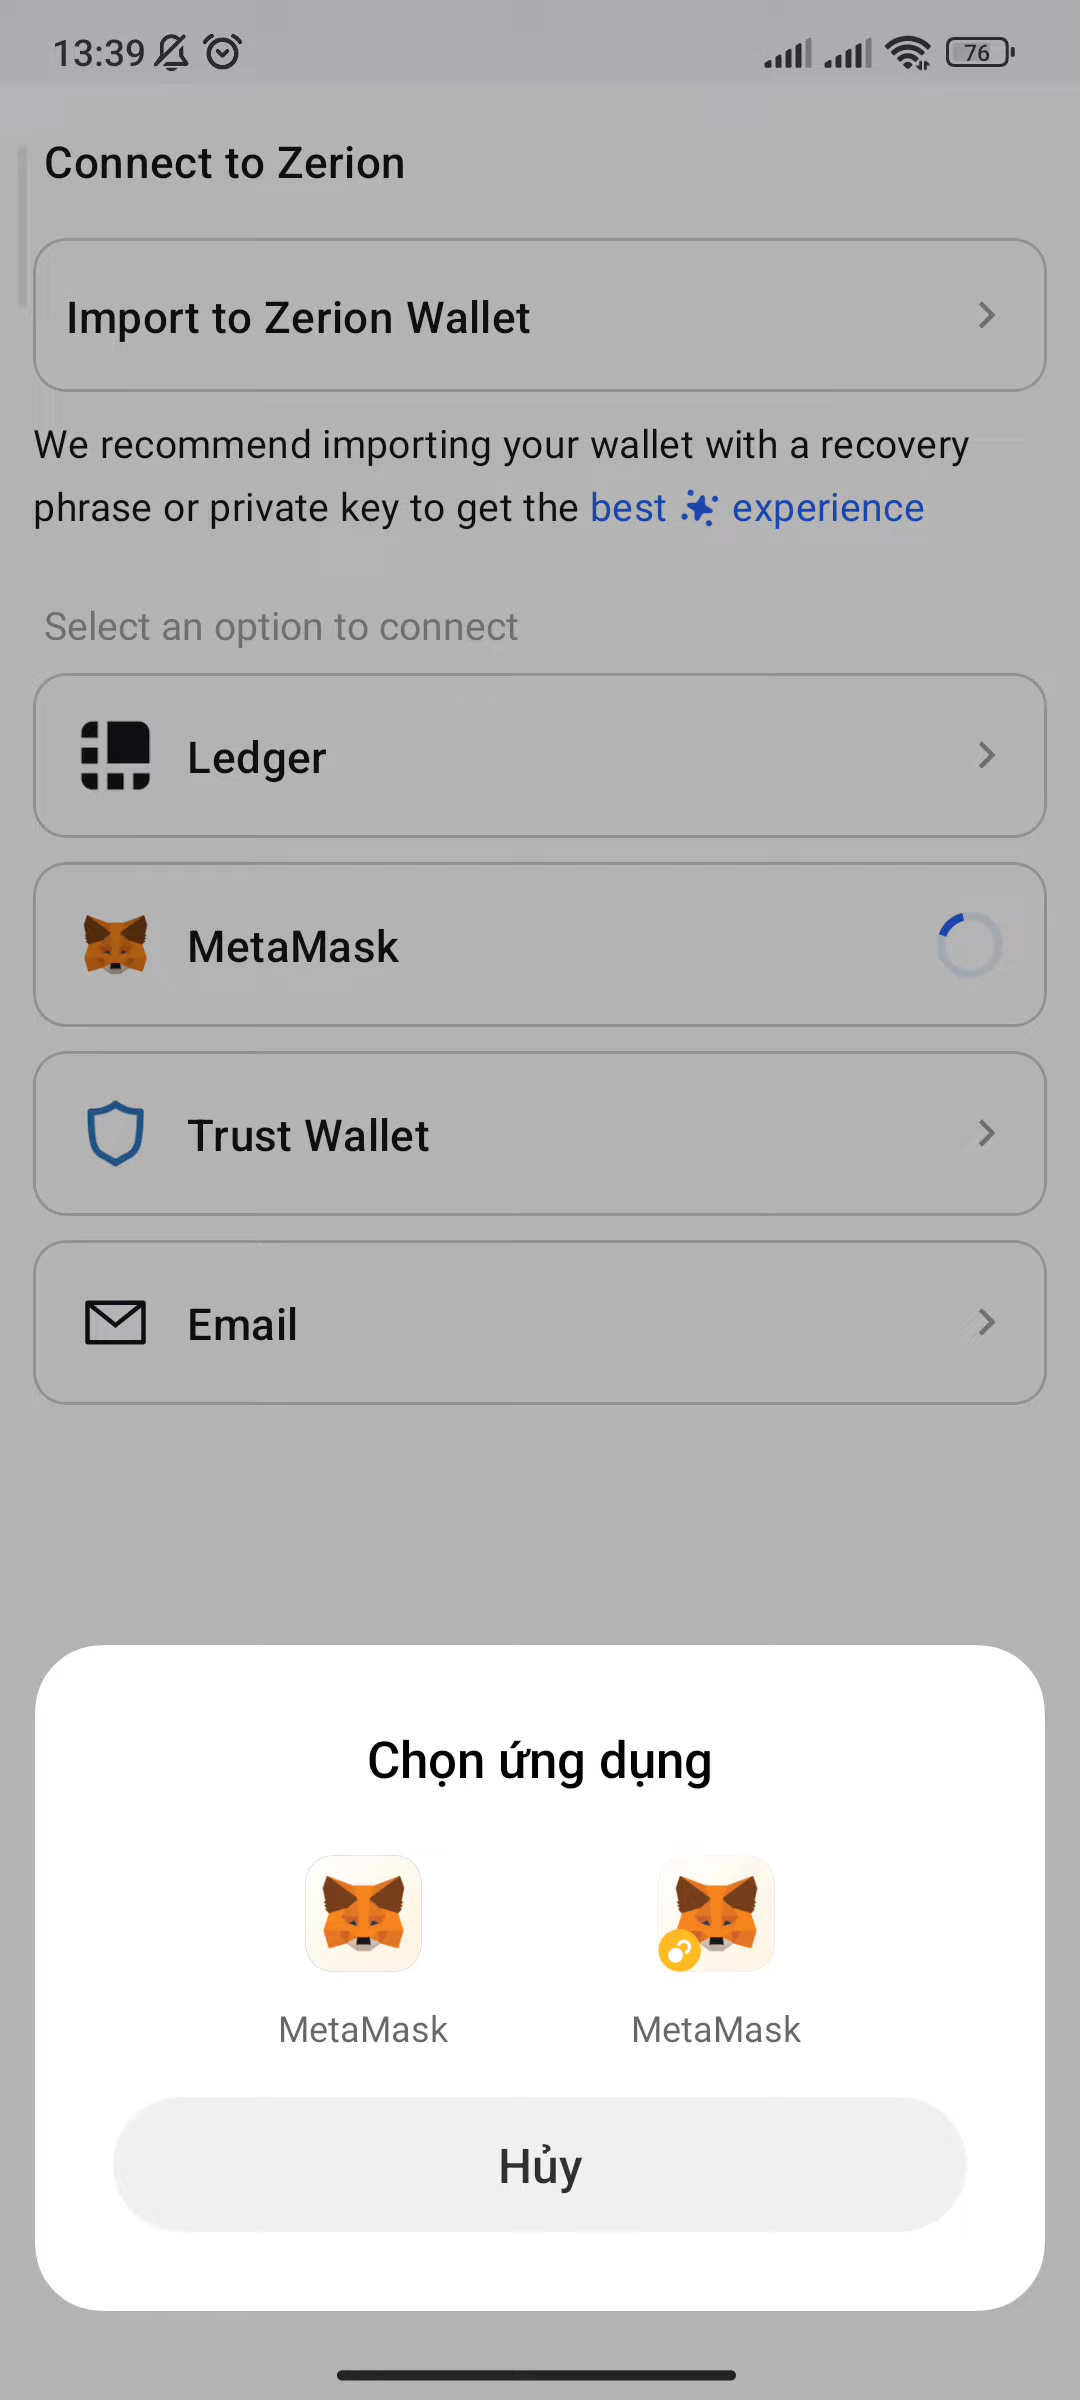 13:39
76
Connect to Zerion
Import to Zerion Wallet
We recommend importing your wallet with a recovery
phrase or private key to get the best experience
Select an option to connect
Ledger
MetaMask
Trust Wallet
Email
Chọn ứng dụng
MetaMask MetaMask
Hủy